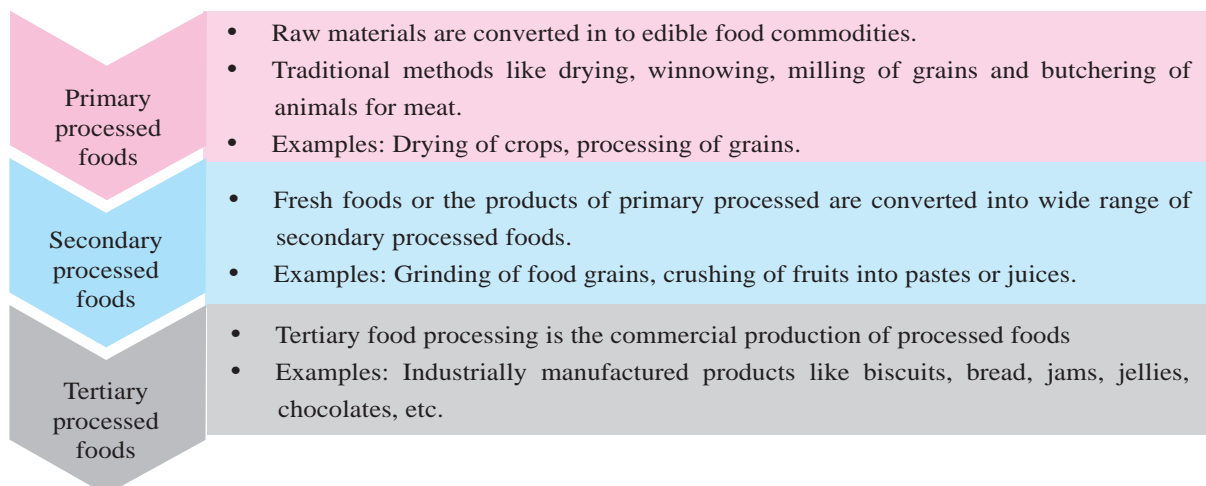 Primary
processed
foods
• Raw materials are converted in to edible food commodities.
• Traditional methods like drying, winnowing, milling of grains and butchering of
animals for meat.
• Examples: Drying of crops, processing of grains.
Secondary
processed
foods
• Fresh foods or the products of primary processed are converted into wide range of
secondary processed foods.
• Examples: Grinding of food grains, crushing of fruits into pastes or juices.
Tertiary
processed
foods
• Tertiary food processing is the commercial production of processed foods
• Examples: Industrially manufactured products like biscuits, bread, jams, jellies,
chocolates, etc.